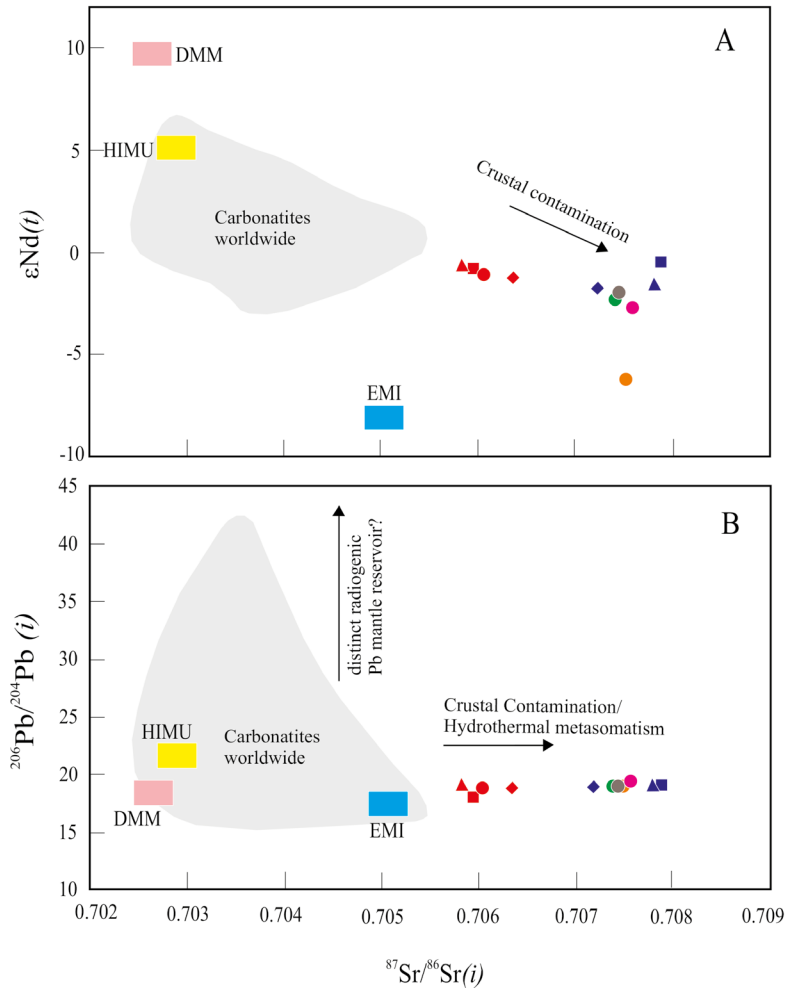 A
10
DMM
HIMU
5
Carbonatites
worldwide
Crustal contamination
0
εNd(t)
-5
EMI
-10
45
B
40
distinct radiogenic
Pb mantle reservoir?
35
30
²⁰⁶Pb/²⁰⁴Pb (i)
25
Crustal Contamination/
Hydrothermal metasomatism
HIMU
Carbonatites
worldwide
20
DMM
EMI
15
10
0.702 0.703 0.704 0.705 0.706 0.707 0.708 0.709
⁸⁷Sr/⁸⁶Sr(i)